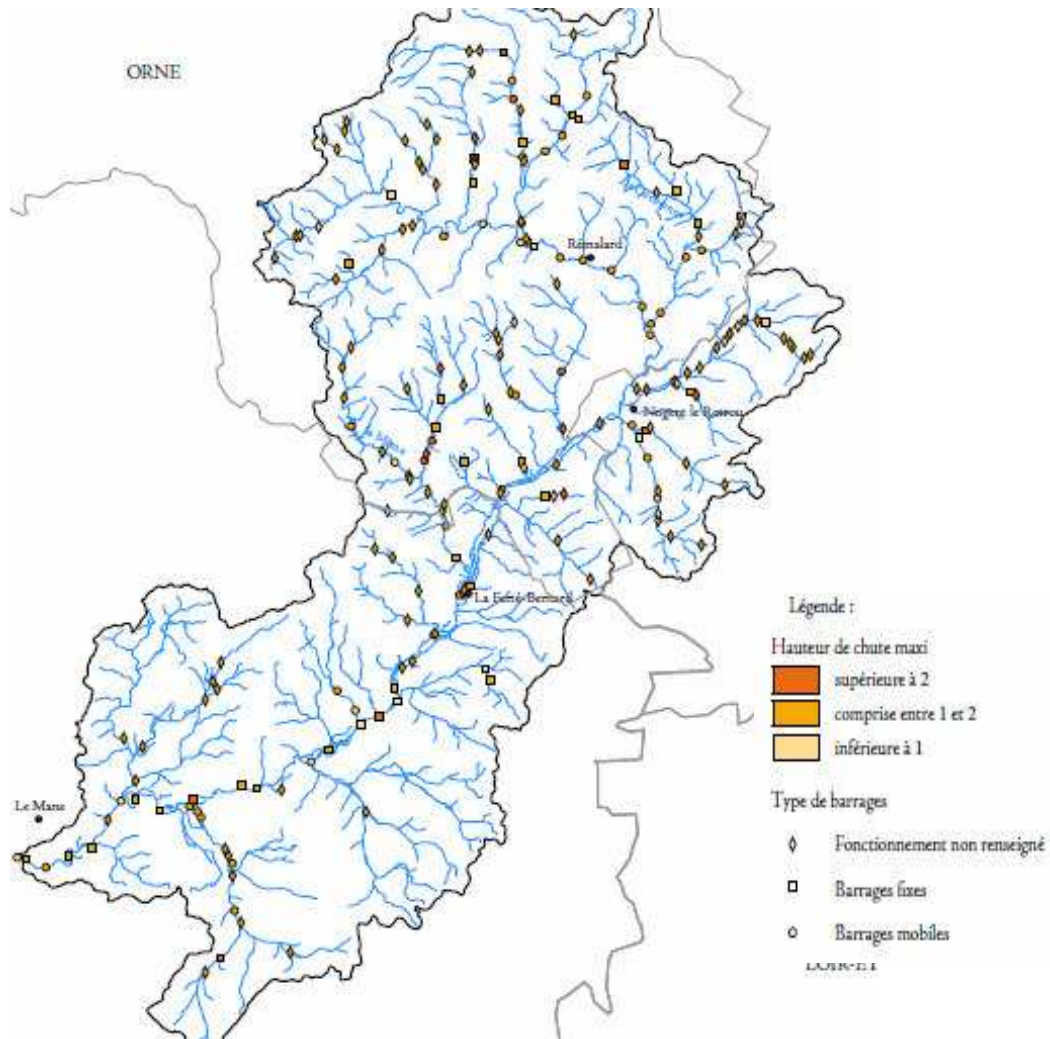 ORNE
Rémalard
Nogent le Rotrou
La Ferté-Bernard
Le Mans
Légende :
Hauteur de chute maxi
supérieure à 2
comprise entre 1 et 2
inférieure à 1
Type de barrages
Fonctionnement non renseigné
Barrages fixes
Barrages mobiles